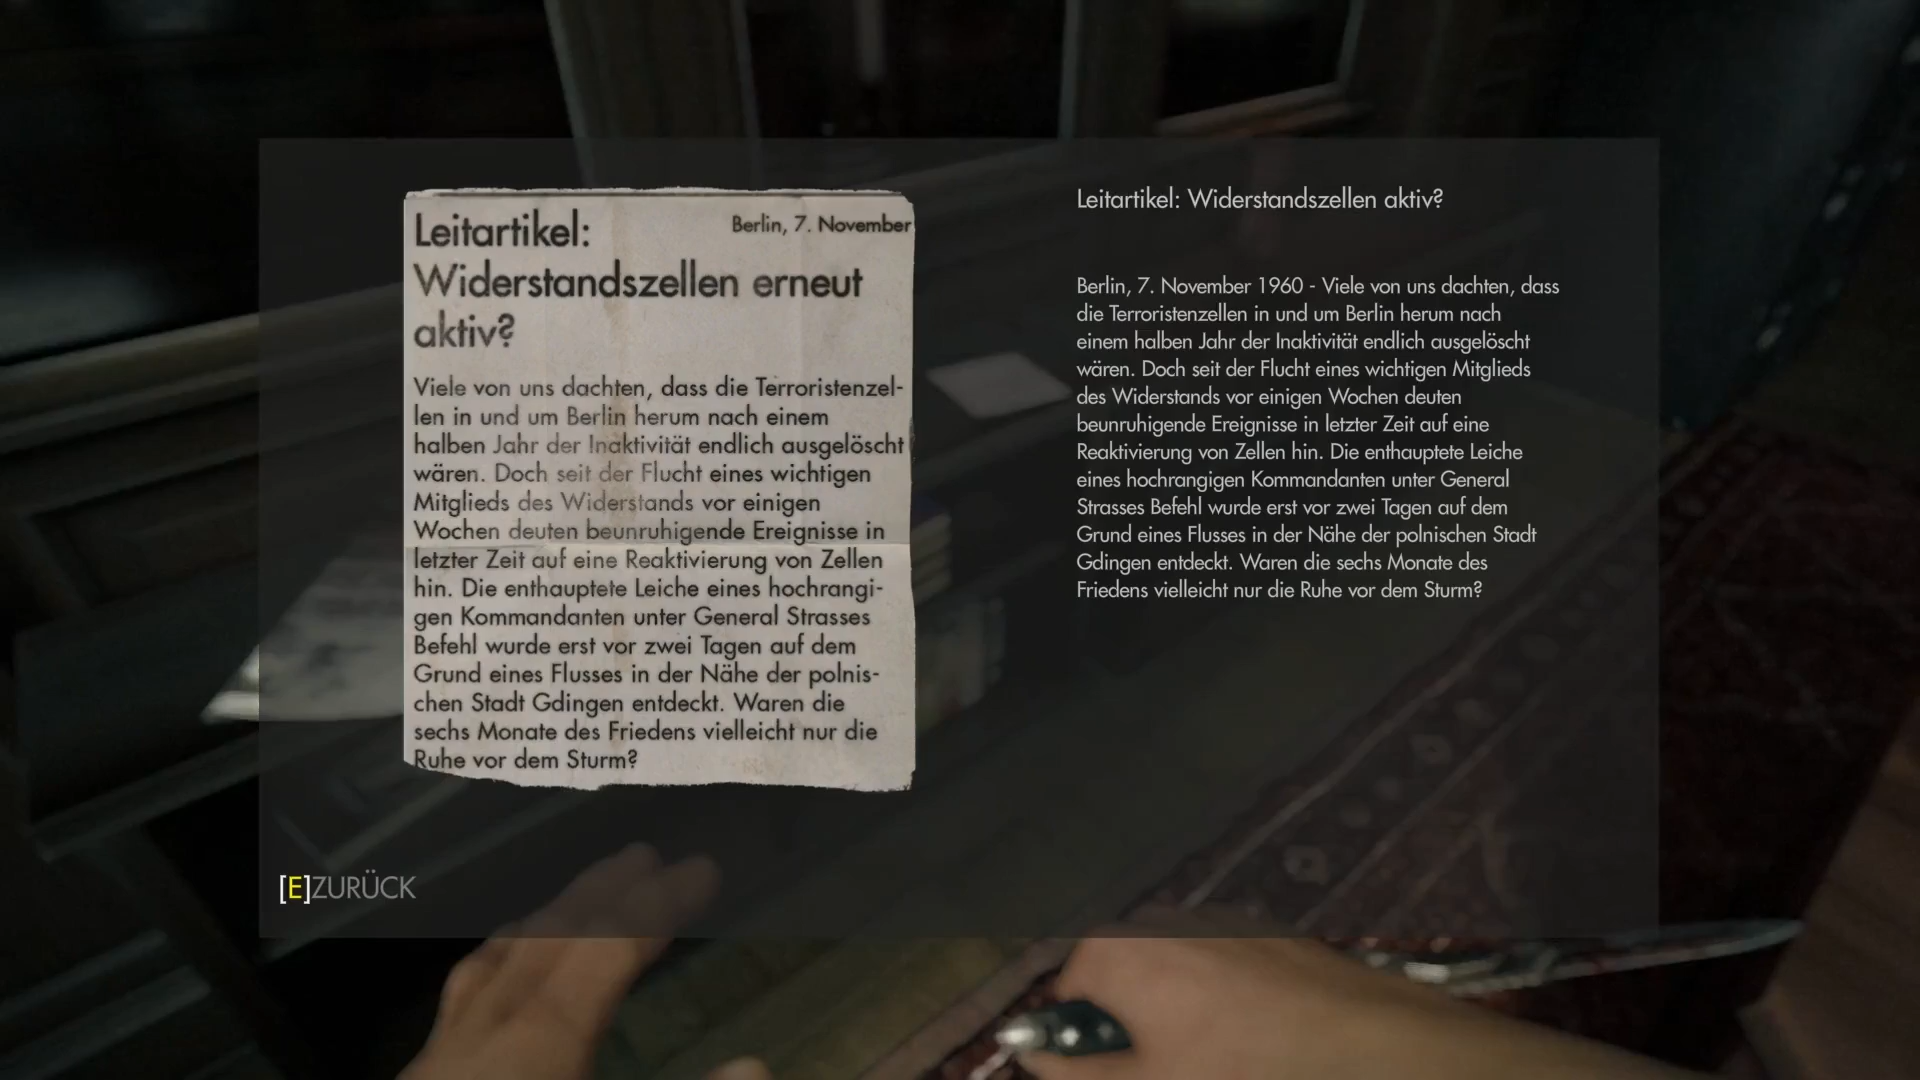 Leitartikel:
Berlin, 7. November
Widerstandszellen erneut
aktiv?
Viele von uns dachten, dass die Terroristenzel-
len in und um Berlin herum nach einem
halben Jahr der Inaktivität endlich ausgelöscht
wären. Doch seit der Flucht eines wichtigen
Mitglieds des Widerstands vor einigen
Wochen deuten beunruhigende Ereignisse in
letzter Zeit auf eine Reaktivierung von Zellen
hin. Die enthauptete Leiche eines hochrangi-
gen Kommandanten unter General Strasses
Befehl wurde erst vor zwei Tagen auf dem
Grund eines Flusses in der Nähe der polnis-
chen Stadt Gdingen entdeckt. Waren die
sechs Monate des Friedens vielleicht nur die
Ruhe vor dem Sturm?
Leitartikel: Widerstandszellen aktiv?
Berlin, 7. November 1960 - Viele von uns dachten, dass
die Terroristenzellen in und um Berlin herum nach
einem halben Jahr der Inaktivität endlich ausgelöscht
wären. Doch seit der Flucht eines wichtigen Mitglieds
des Widerstands vor einigen Wochen deuten
beunruhigende Ereignisse in letzter Zeit auf eine
Reaktivierung von Zellen hin. Die enthauptete Leiche
eines hochrangigen Kommandanten unter General
Strasses Befehl wurde erst vor zwei Tagen auf dem
Grund eines Flusses in der Nähe der polnischen Stadt
Gdingen entdeckt. Waren die sechs Monate des
Friedens vielleicht nur die Ruhe vor dem Sturm?
[E]ZURÜCK